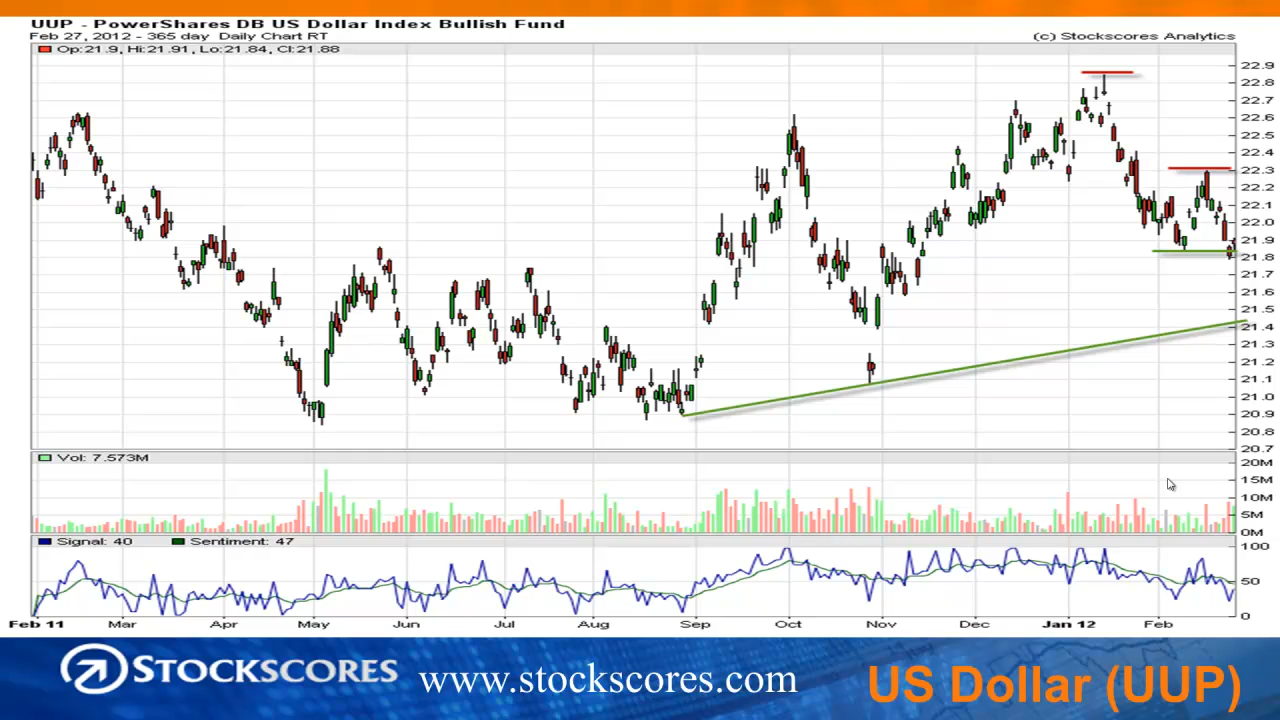 UUP - PowerShares DB US Dollar Index Bullish Fund
Feb 27, 2012 - 365 day Daily Chart RT
(c) Stockscores Analytics
Op:21.9, Hi:21.91, Lo:21.84, Cl:21.88
22.9
22.8
22.7
22.6
22.5
22.4
22.3
22.2
22.1
22.0
21.9
21.8
21.7
21.6
21.5
21.4
21.3
21.2
21.1
21.0
20.9
20.8
20.7
Vol: 7.573M
20M
15M
10M
5M
0M
Signal: 40 Sentiment: 47
100
50
0
Feb 11 Mar Apr May Jun Jul Aug Sep Oct Nov Dec Jan 12 Feb
STOCKSCORES
www.stockscores.com
US Dollar (UUP)